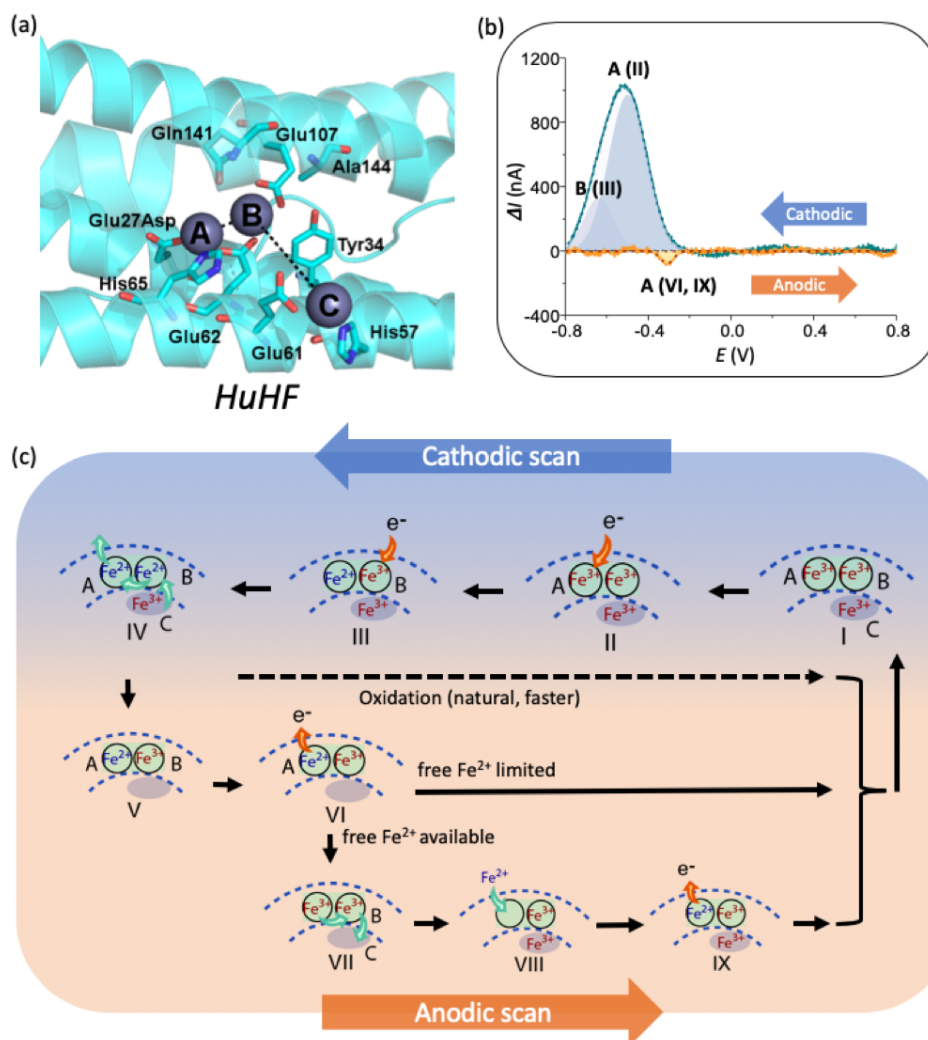 (a)
Gln141
Glu107
Ala144
Glu27Asp
A
B
Tyr34
His65
C
Glu62
Glu61
His57
HuHF
(b)
1200
800
400
0
-400
ΔI (nA)
A (II)
B (III)
Cathodic
Anodic
A (VI, IX)
-0.8 -0.4 0.0 0.4 0.8
E (V)
(c)
Cathodic scan
e-
e-
A Fe2+ Fe2+ B
Fe3+ C
IV
Fe2+ Fe3+ B
Fe3+
III
A Fe3+ Fe3+
Fe3+
II
A Fe3+ Fe3+ B
I C
Oxidation (natural, faster)
A Fe2+ Fe3+ B
V
e-
A Fe2+ Fe3+
VI
free Fe2+ limited
free Fe2+ available
Fe3+ Fe3+ B
VII C
Fe2+
Fe3+
Fe3+
VIII
e-
Fe2+ Fe3+
Fe3+
IX
Anodic scan